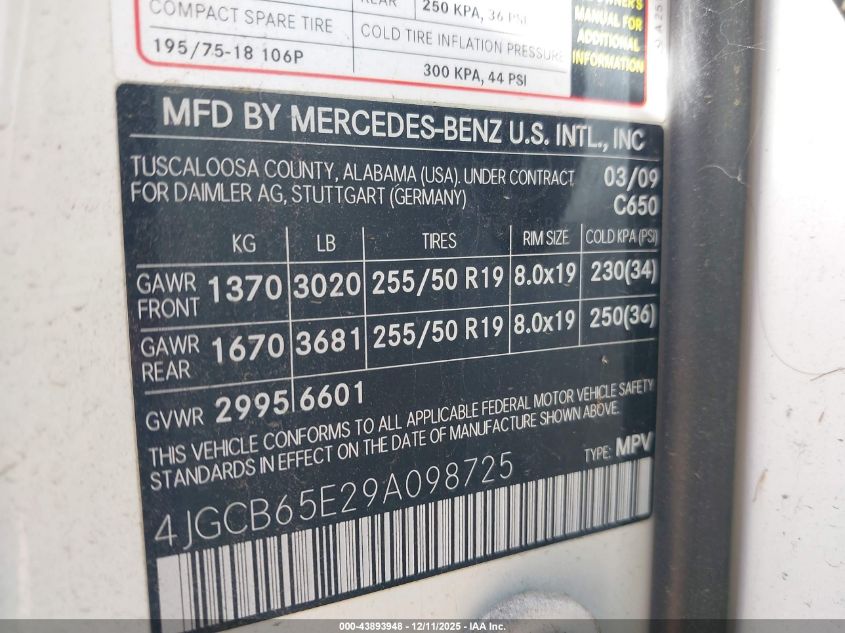 REAR
250 KPA, 36 PSI
COMPACT SPARE TIRE
COLD TIRE INFLATION PRESSURE
195/75-18 106P
300 KPA, 44 PSI
OWNER'S
MANUAL FOR
ADDITIONAL
INFORMATION
MFD BY MERCEDES-BENZ U.S. INTL., INC
TUSCALOOSA COUNTY, ALABAMA (USA). UNDER CONTRACT 03/09
FOR DAIMLER AG, STUTTGART (GERMANY) C650
KG LB TIRES RIM SIZE COLD KPA (PSI)
GAWR FRONT 1370 3020 255/50 R19 8.0x19 230(34)
GAWR REAR 1670 3681 255/50 R19 8.0x19 250(36)
GVWR 2995 6601
THIS VEHICLE CONFORMS TO ALL APPLICABLE FEDERAL MOTOR VEHICLE SAFETY
STANDARDS IN EFFECT ON THE DATE OF MANUFACTURE SHOWN ABOVE.
TYPE: MPV
4JGCB65E29A098725
000-43893948 - 12/11/2025 - IAA Inc.